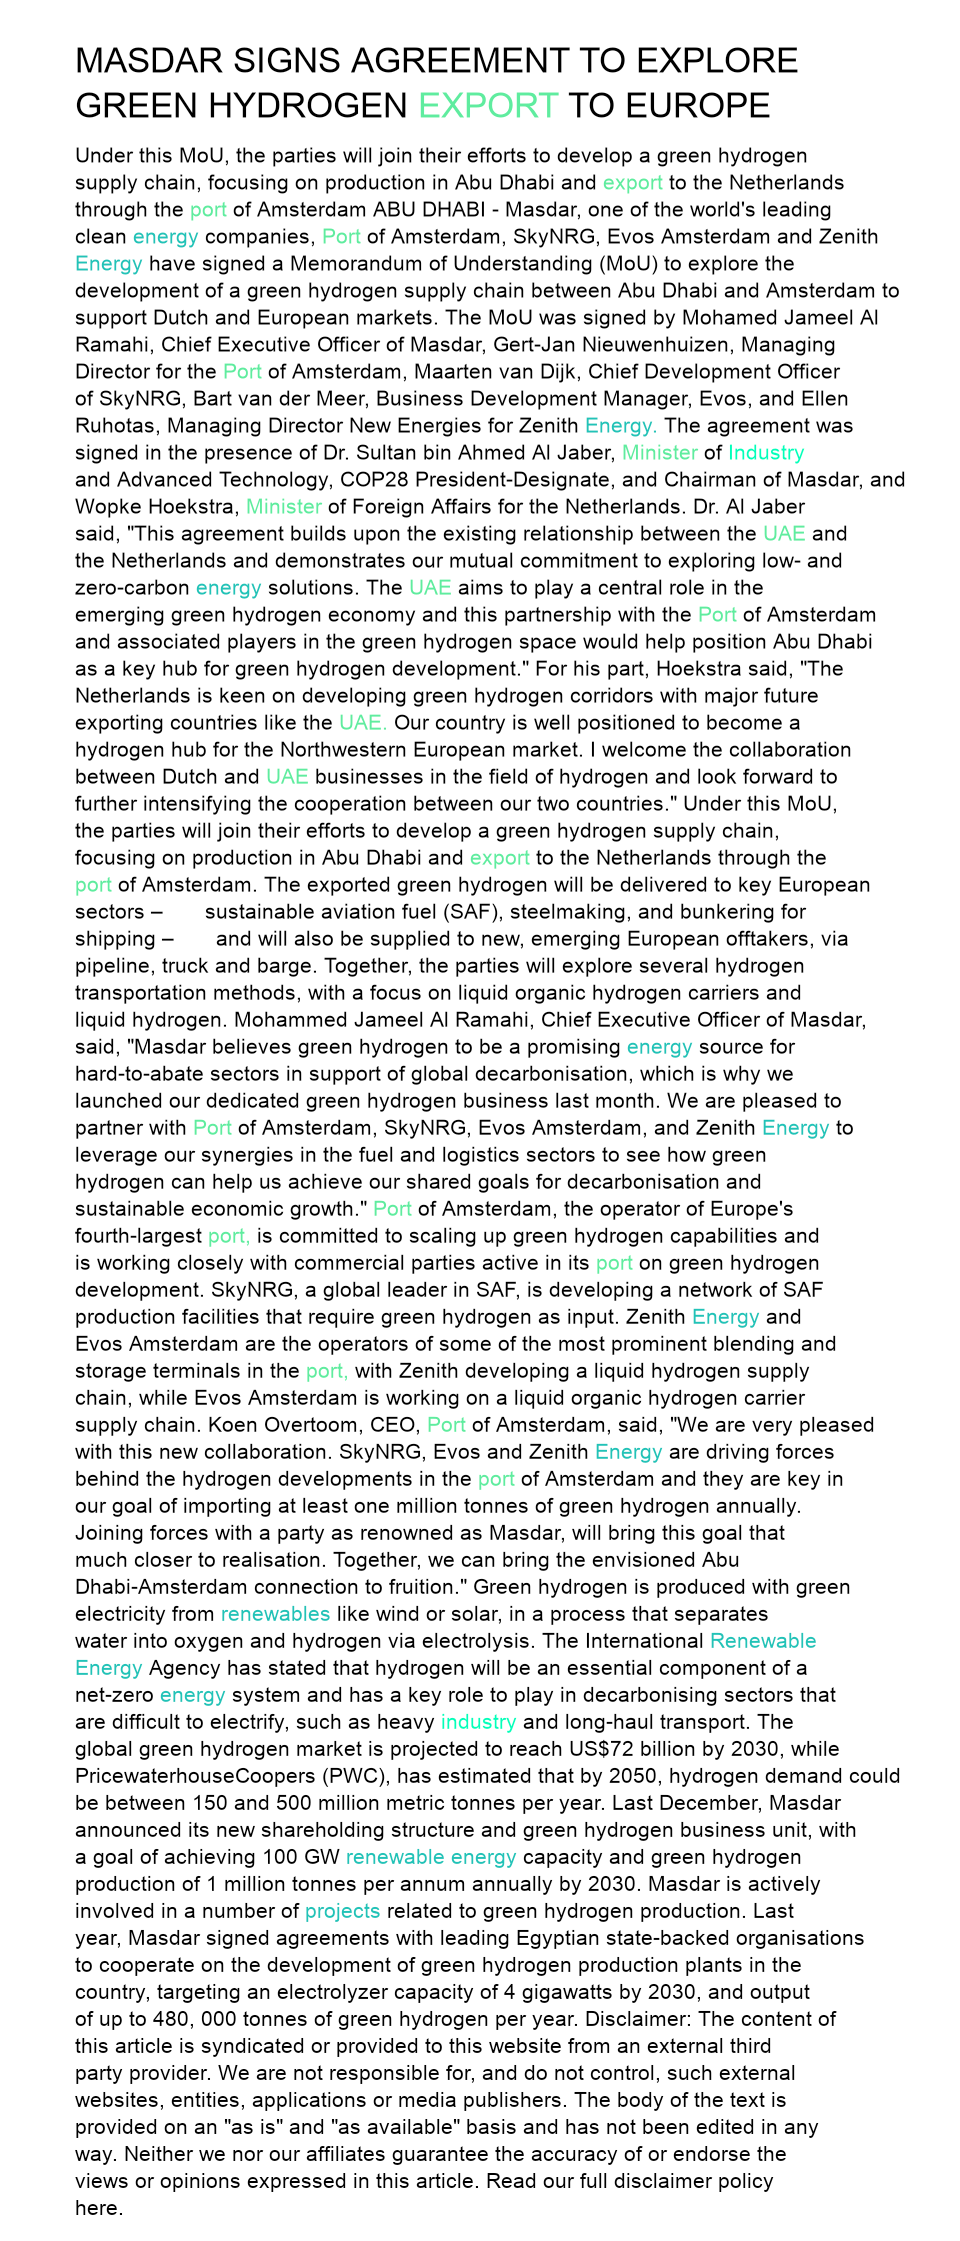 MASDAR SIGNS AGREEMENT TO EXPLORE
GREEN HYDROGEN EXPORT TO EUROPE
Under this MoU, the parties will join their efforts to develop a green hydrogen
supply chain, focusing on production in Abu Dhabi and export to the Netherlands
through the port of Amsterdam ABU DHABI - Masdar, one of the world's leading
clean energy companies, Port of Amsterdam, SkyNRG, Evos Amsterdam and Zenith
Energy have signed a Memorandum of Understanding (MoU) to explore the
development of a green hydrogen supply chain between Abu Dhabi and Amsterdam to
support Dutch and European markets. The MoU was signed by Mohamed Jameel Al
Ramahi, Chief Executive Officer of Masdar, Gert-Jan Nieuwenhuizen, Managing
Director for the Port of Amsterdam, Maarten van Dijk, Chief Development Officer
of SkyNRG, Bart van der Meer, Business Development Manager, Evos, and Ellen
Ruhotas, Managing Director New Energies for Zenith Energy. The agreement was
signed in the presence of Dr. Sultan bin Ahmed Al Jaber, Minister of Industry
and Advanced Technology, COP28 President-Designate, and Chairman of Masdar, and
Wopke Hoekstra, Minister of Foreign Affairs for the Netherlands. Dr. Al Jaber
said, "This agreement builds upon the existing relationship between the UAE and
the Netherlands and demonstrates our mutual commitment to exploring low- and
zero-carbon energy solutions. The UAE aims to play a central role in the
emerging green hydrogen economy and this partnership with the Port of Amsterdam
and associated players in the green hydrogen space would help position Abu Dhabi
as a key hub for green hydrogen development." For his part, Hoekstra said, "The
Netherlands is keen on developing green hydrogen corridors with major future
exporting countries like the UAE. Our country is well positioned to become a
hydrogen hub for the Northwestern European market. I welcome the collaboration
between Dutch and UAE businesses in the field of hydrogen and look forward to
further intensifying the cooperation between our two countries." Under this MoU,
the parties will join their efforts to develop a green hydrogen supply chain,
focusing on production in Abu Dhabi and export to the Netherlands through the
port of Amsterdam. The exported green hydrogen will be delivered to key European
sectors – sustainable aviation fuel (SAF), steelmaking, and bunkering for
shipping – and will also be supplied to new, emerging European offtakers, via
pipeline, truck and barge. Together, the parties will explore several hydrogen
transportation methods, with a focus on liquid organic hydrogen carriers and
liquid hydrogen. Mohammed Jameel Al Ramahi, Chief Executive Officer of Masdar,
said, "Masdar believes green hydrogen to be a promising energy source for
hard-to-abate sectors in support of global decarbonisation, which is why we
launched our dedicated green hydrogen business last month. We are pleased to
partner with Port of Amsterdam, SkyNRG, Evos Amsterdam, and Zenith Energy to
leverage our synergies in the fuel and logistics sectors to see how green
hydrogen can help us achieve our shared goals for decarbonisation and
sustainable economic growth." Port of Amsterdam, the operator of Europe's
fourth-largest port, is committed to scaling up green hydrogen capabilities and
is working closely with commercial parties active in its port on green hydrogen
development. SkyNRG, a global leader in SAF, is developing a network of SAF
production facilities that require green hydrogen as input. Zenith Energy and
Evos Amsterdam are the operators of some of the most prominent blending and
storage terminals in the port, with Zenith developing a liquid hydrogen supply
chain, while Evos Amsterdam is working on a liquid organic hydrogen carrier
supply chain. Koen Overtoom, CEO, Port of Amsterdam, said, "We are very pleased
with this new collaboration. SkyNRG, Evos and Zenith Energy are driving forces
behind the hydrogen developments in the port of Amsterdam and they are key in
our goal of importing at least one million tonnes of green hydrogen annually.
Joining forces with a party as renowned as Masdar, will bring this goal that
much closer to realisation. Together, we can bring the envisioned Abu
Dhabi-Amsterdam connection to fruition." Green hydrogen is produced with green
electricity from renewables like wind or solar, in a process that separates
water into oxygen and hydrogen via electrolysis. The International Renewable
Energy Agency has stated that hydrogen will be an essential component of a
net-zero energy system and has a key role to play in decarbonising sectors that
are difficult to electrify, such as heavy industry and long-haul transport. The
global green hydrogen market is projected to reach US$72 billion by 2030, while
PricewaterhouseCoopers (PWC), has estimated that by 2050, hydrogen demand could
be between 150 and 500 million metric tonnes per year. Last December, Masdar
announced its new shareholding structure and green hydrogen business unit, with
a goal of achieving 100 GW renewable energy capacity and green hydrogen
production of 1 million tonnes per annum annually by 2030. Masdar is actively
involved in a number of projects related to green hydrogen production. Last
year, Masdar signed agreements with leading Egyptian state-backed organisations
to cooperate on the development of green hydrogen production plants in the
country, targeting an electrolyzer capacity of 4 gigawatts by 2030, and output
of up to 480, 000 tonnes of green hydrogen per year. Disclaimer: The content of
this article is syndicated or provided to this website from an external third
party provider. We are not responsible for, and do not control, such external
websites, entities, applications or media publishers. The body of the text is
provided on an "as is" and "as available" basis and has not been edited in any
way. Neither we nor our affiliates guarantee the accuracy of or endorse the
views or opinions expressed in this article. Read our full disclaimer policy
here.